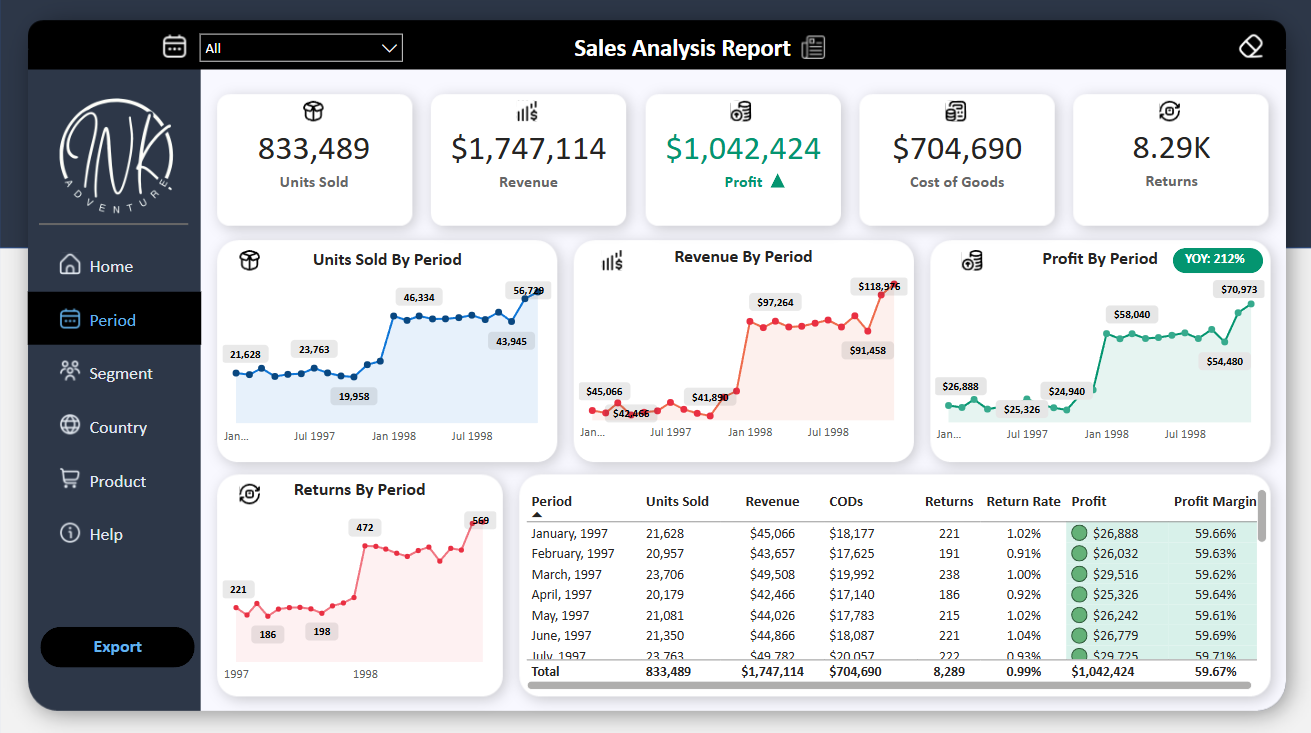 All
Sales Analysis Report
NK
ADVENTURE
Home
Period
Segment
Country
Product
Help
Export
833,489
Units Sold
$1,747,114
Revenue
$1,042,424
Profit ▲
$704,690
Cost of Goods
8.29K
Returns
Units Sold By Period
21,628
23,763
19,958
46,334
56,729
43,945
Jan... Jul 1997 Jan 1998 Jul 1998
Revenue By Period
$45,066
$42,466
$41,890
$97,264
$118,976
$91,458
Jan... Jul 1997 Jan 1998 Jul 1998
Profit By Period
YOY: 212%
$26,888
$25,326
$24,940
$58,040
$70,973
$54,480
Jan... Jul 1997 Jan 1998 Jul 1998
Returns By Period
221
186
198
472
569
1997 1998
Period Units Sold Revenue CODs Returns Return Rate Profit Profit Margin
January, 1997 21,628 $45,066 $18,177 221 1.02% $26,888 59.66%
February, 1997 20,957 $43,657 $17,625 191 0.91% $26,032 59.63%
March, 1997 23,706 $49,508 $19,992 238 1.00% $29,516 59.62%
April, 1997 20,179 $42,466 $17,140 186 0.92% $25,326 59.64%
May, 1997 21,081 $44,026 $17,783 215 1.02% $26,242 59.61%
June, 1997 21,350 $44,866 $18,087 221 1.04% $26,779 59.69%
July, 1997 23,763 $49,782 $20,057 222 0.93% $29,725 59.71%
Total 833,489 $1,747,114 $704,690 8,289 0.99% $1,042,424 59.67%